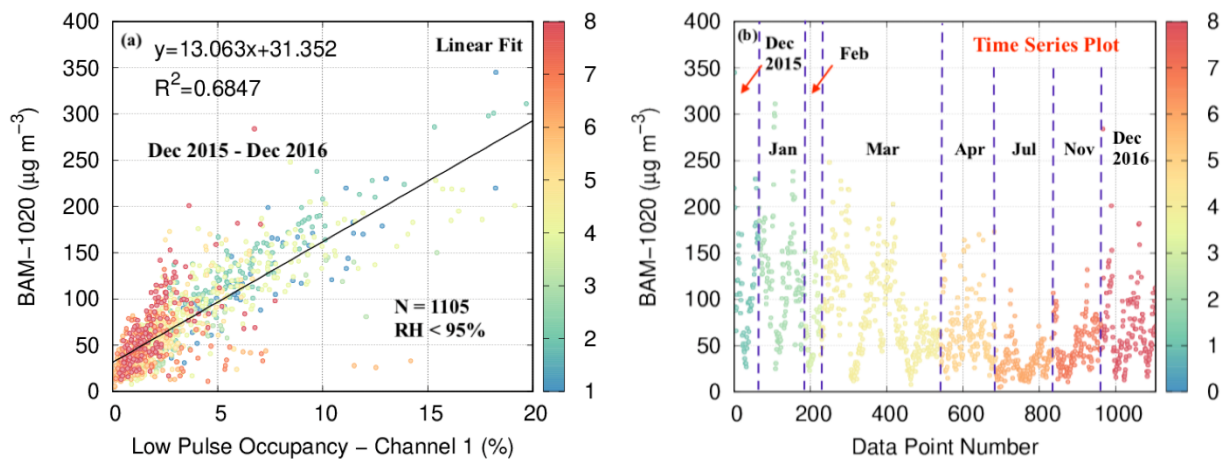 (a)
y=13.063x+31.352
R²=0.6847
Linear Fit
Dec 2015 - Dec 2016
N = 1105
RH < 95%
400
350
300
250
200
150
100
50
0
BAM−1020 (μg m⁻³)
0
5
10
15
20
Low Pulse Occupancy − Channel 1 (%)
8
7
6
5
4
3
2
1
(b)
Dec
2015
Feb
Time Series Plot
Jan
Mar
Apr
Jul
Nov
Dec
2016
400
350
300
250
200
150
100
50
0
BAM−1020 (μg m⁻³)
0
200
400
600
800
1000
Data Point Number
8
7
6
5
4
3
2
1
0